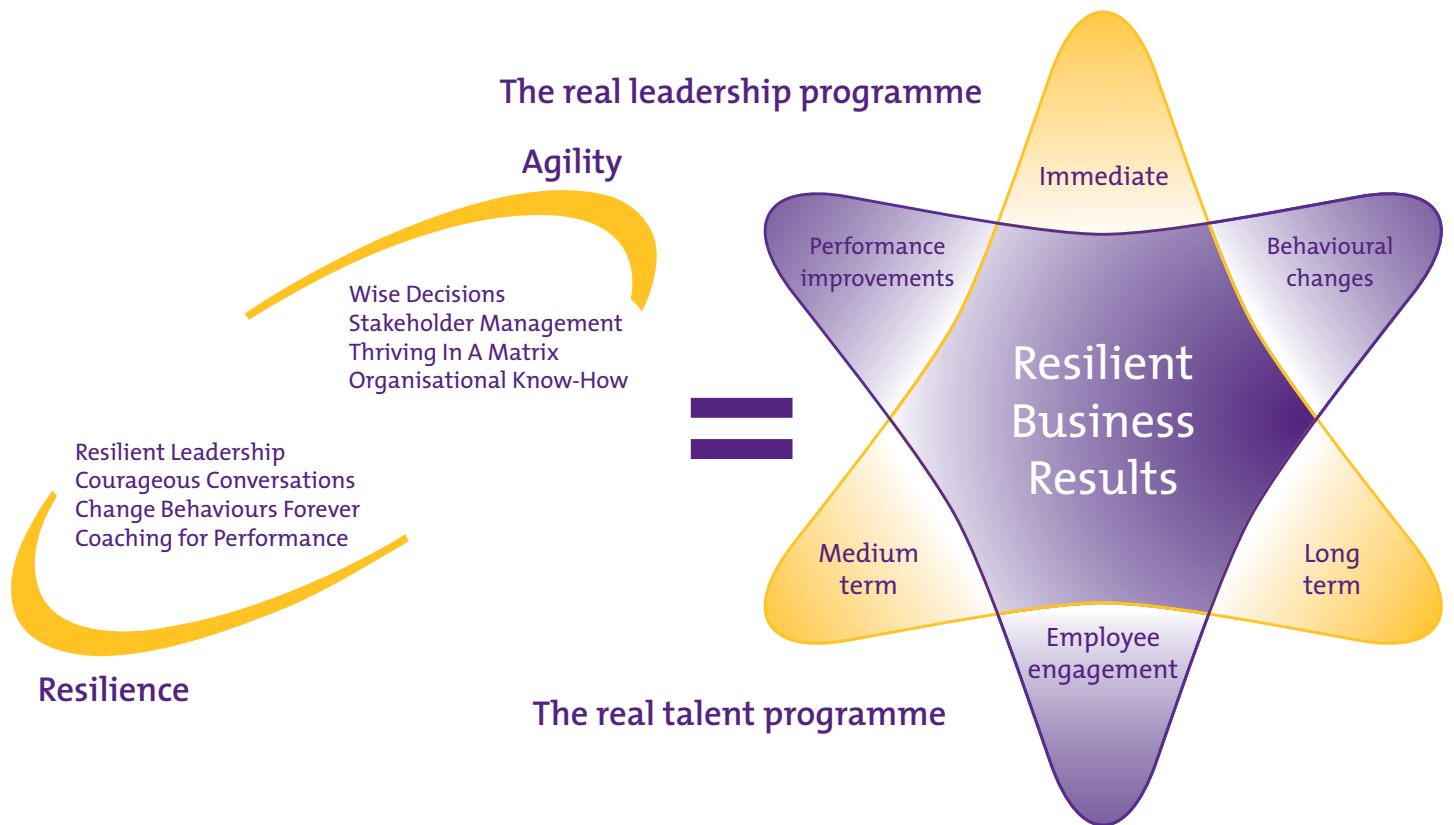 The real leadership programme
Agility
Wise Decisions
Stakeholder Management
Thriving In A Matrix
Organisational Know-How
Resilient Leadership
Courageous Conversations
Change Behaviours Forever
Coaching for Performance
Resilience
The real talent programme
=
Immediate
Performance
improvements
Behavioural
changes
Resilient
Business
Results
Medium
term
Long
term
Employee
engagement